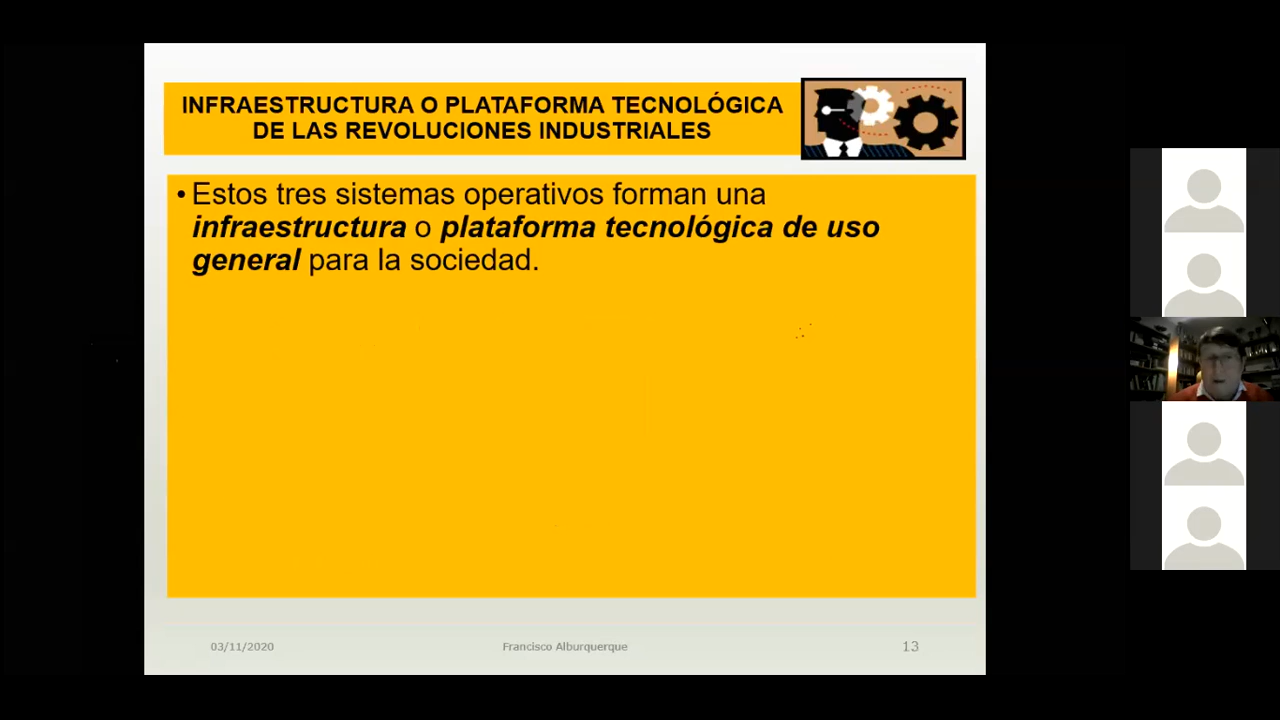 INFRAESTRUCTURA O PLATAFORMA TECNOLÓGICA
DE LAS REVOLUCIONES INDUSTRIALES
• Estos tres sistemas operativos forman una
infraestructura o plataforma tecnológica de uso
general para la sociedad.
03/11/2020
Francisco Alburquerque
13